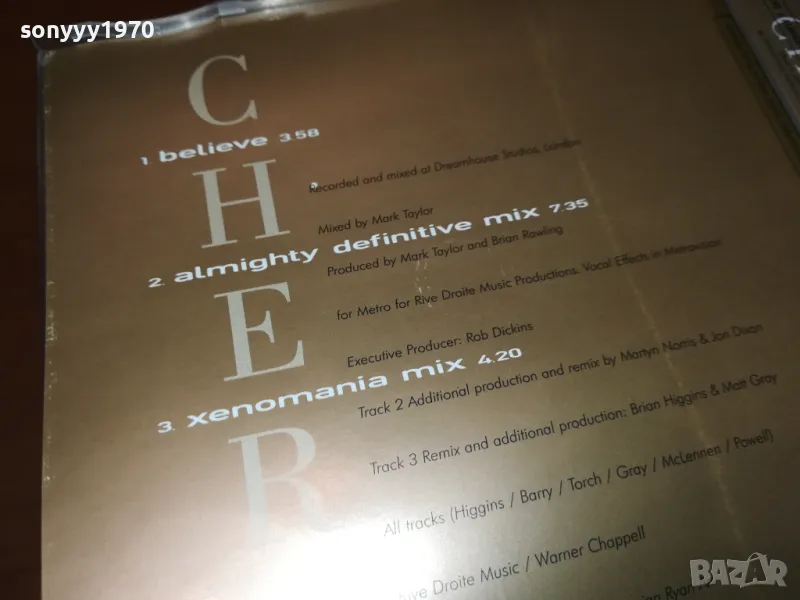 sonyyy1970
C
1. believe 3.58
H
Recorded and mixed at Dreamhouse Studios, London
Mixed by Mark Taylor
2. almighty definitive mix 7.35
Produced by Mark Taylor and Brian Rawling
E
for Metro for Rive Droite Music Productions. Vocal Effects in Metrovision
Executive Producer: Rob Dickins
3. xenomania mix 4.20
Track 2 Additional production and remix by Martyn Norris & Jon Dixon
R
Track 3 Remix and additional production: Brian Higgins & Matt Gray
All tracks (Higgins / Barry / Torch / Gray / McLennen / Powell)
Droite Music / Warner Chappell
Ryan
BAZAR